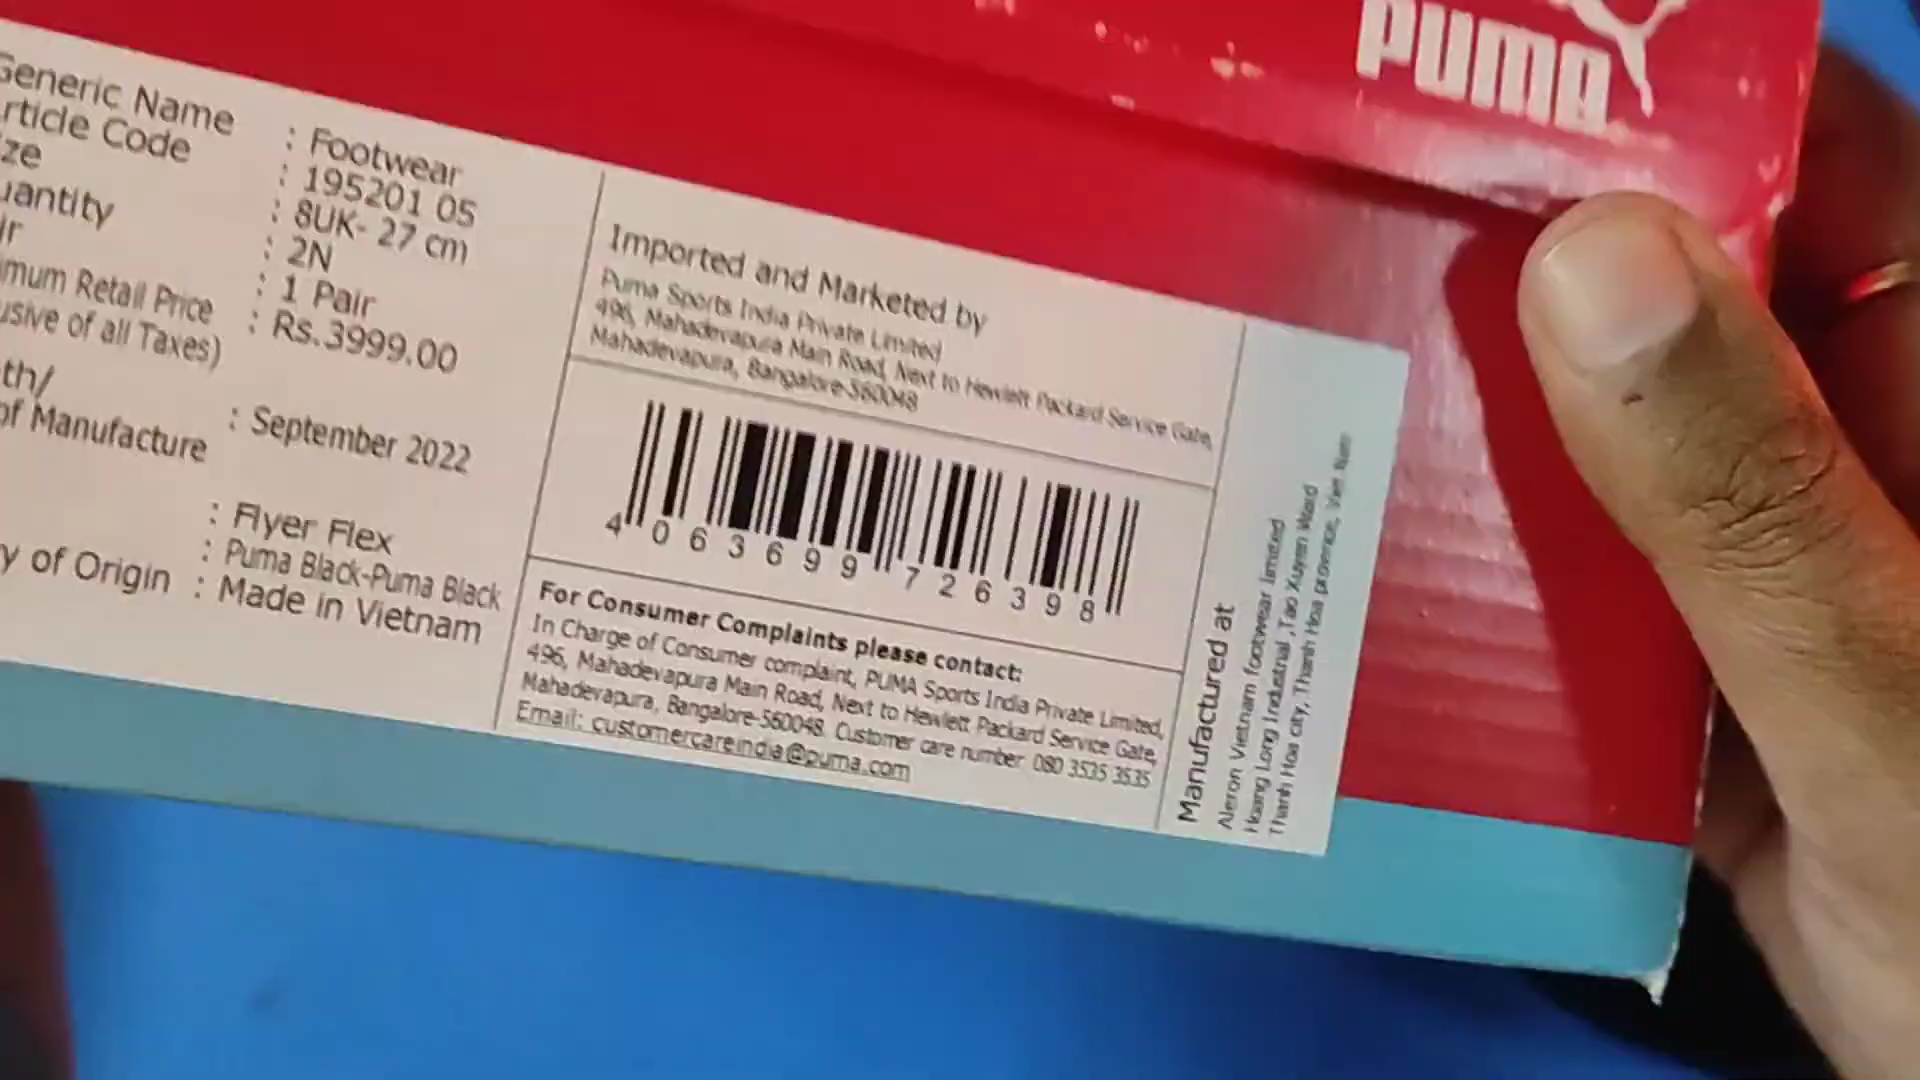 PUMA
Generic Name : Footwear
rticle Code : 195201 05
ze : 8UK- 27 cm
uantity : 2N
ir : 1 Pair
imum Retail Price : Rs.3999.00
usive of all Taxes)
th/
of Manufacture : September 2022
: Flyer Flex
: Puma Black-Puma Black
y of Origin : Made in Vietnam
Imported and Marketed by
Puma Sports India Private Limited
496, Mahadevapura Main Road, Next to Hewlett Packard Service Gate,
Mahadevapura, Bangalore-560048
4 063699 726398
For Consumer Complaints please contact:
In Charge of Consumer complaint, PUMA Sports India Private Limited,
496, Mahadevapura Main Road, Next to Hewlett Packard Service Gate,
Mahadevapura, Bangalore-560048. Customer care number 080 3535 3535
Email: customercareindia@puma.com
Manufactured at
Aleron Vietnam footwear limited
Hoang Long Industrial ,Tao Xuyen Ward
Thanh Hoa city, Thanh Hoa provence, Viet Nam